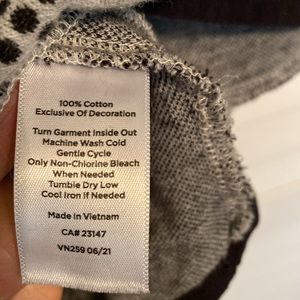 100% Cotton
Exclusive Of Decoration
Turn Garment Inside Out
Machine Wash Cold
Gentle Cycle
Only Non-Chlorine Bleach
When Needed
Tumble Dry Low
Cool Iron if Needed
Made in Vietnam
CA# 23147
VN259 06/21